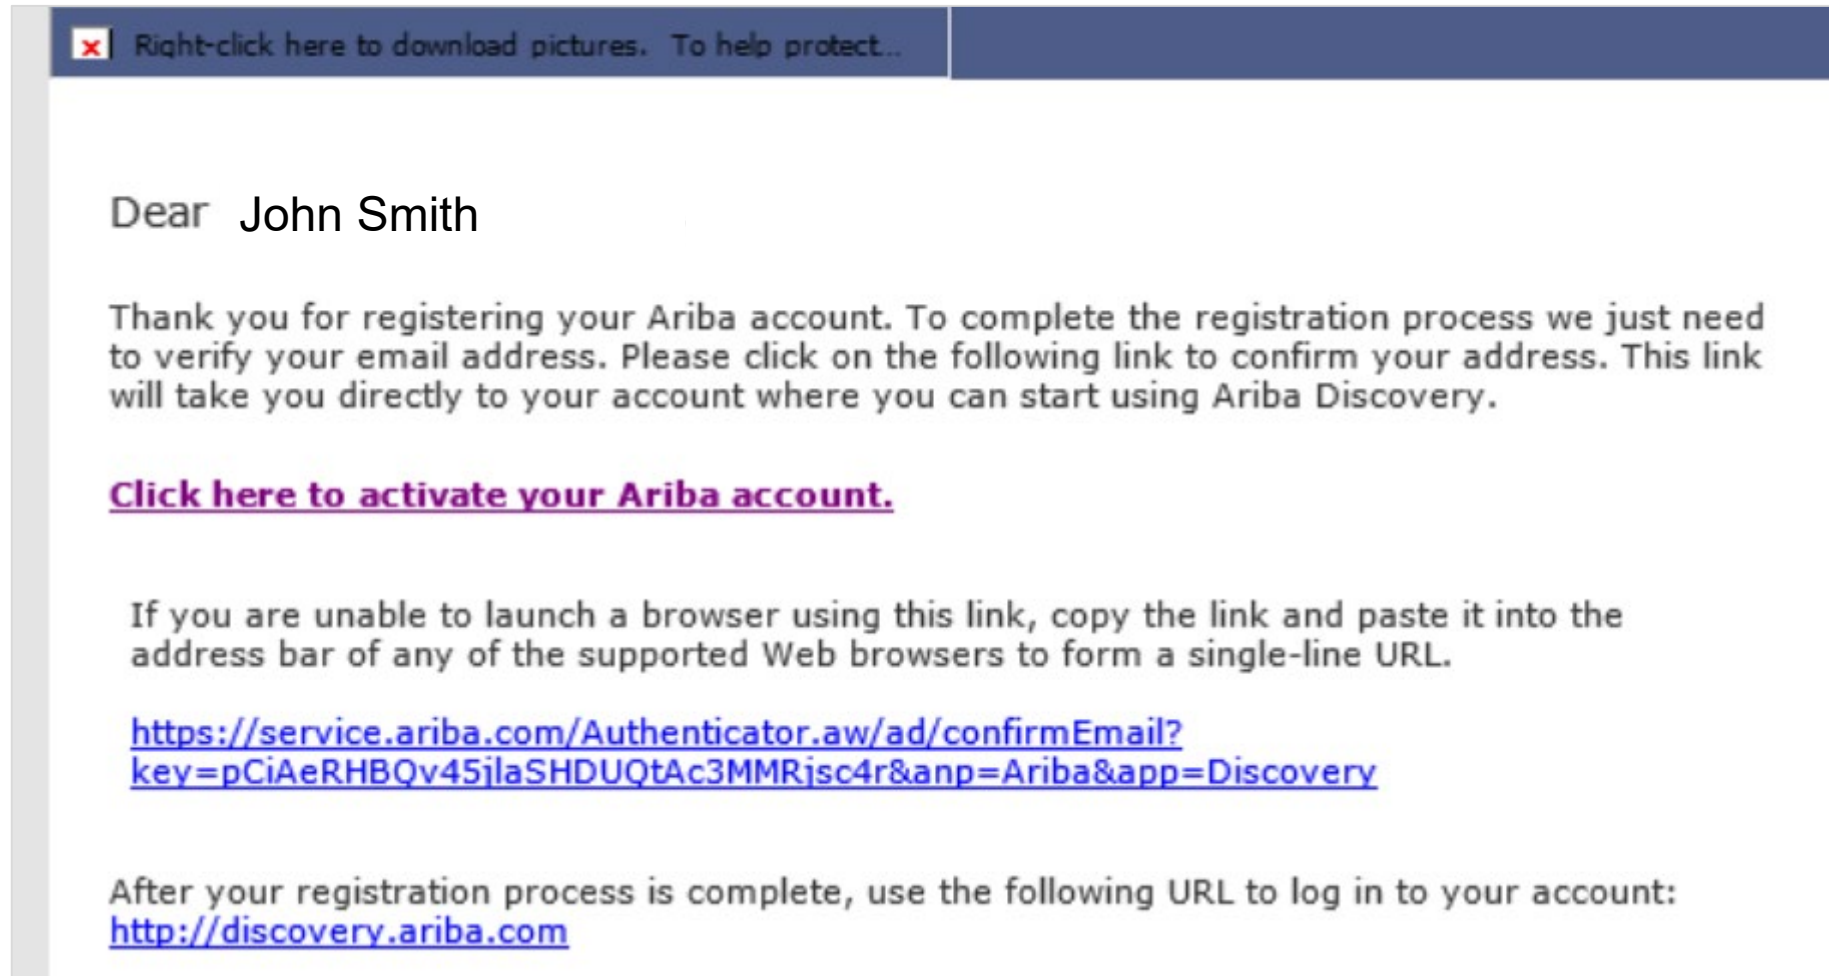 Right-click here to download pictures. To help protect...
Dear John Smith
Thank you for registering your Ariba account. To complete the registration process we just need
to verify your email address. Please click on the following link to confirm your address. This link
will take you directly to your account where you can start using Ariba Discovery.
Click here to activate your Ariba account.
If you are unable to launch a browser using this link, copy the link and paste it into the
address bar of any of the supported Web browsers to form a single-line URL.
https://service.ariba.com/Authenticator.aw/ad/confirmEmail?
key=pCiAeRHBQv45jlaSHDUQtAc3MMRjsc4r&anp=Ariba&app=Discovery
After your registration process is complete, use the following URL to log in to your account:
http://discovery.ariba.com